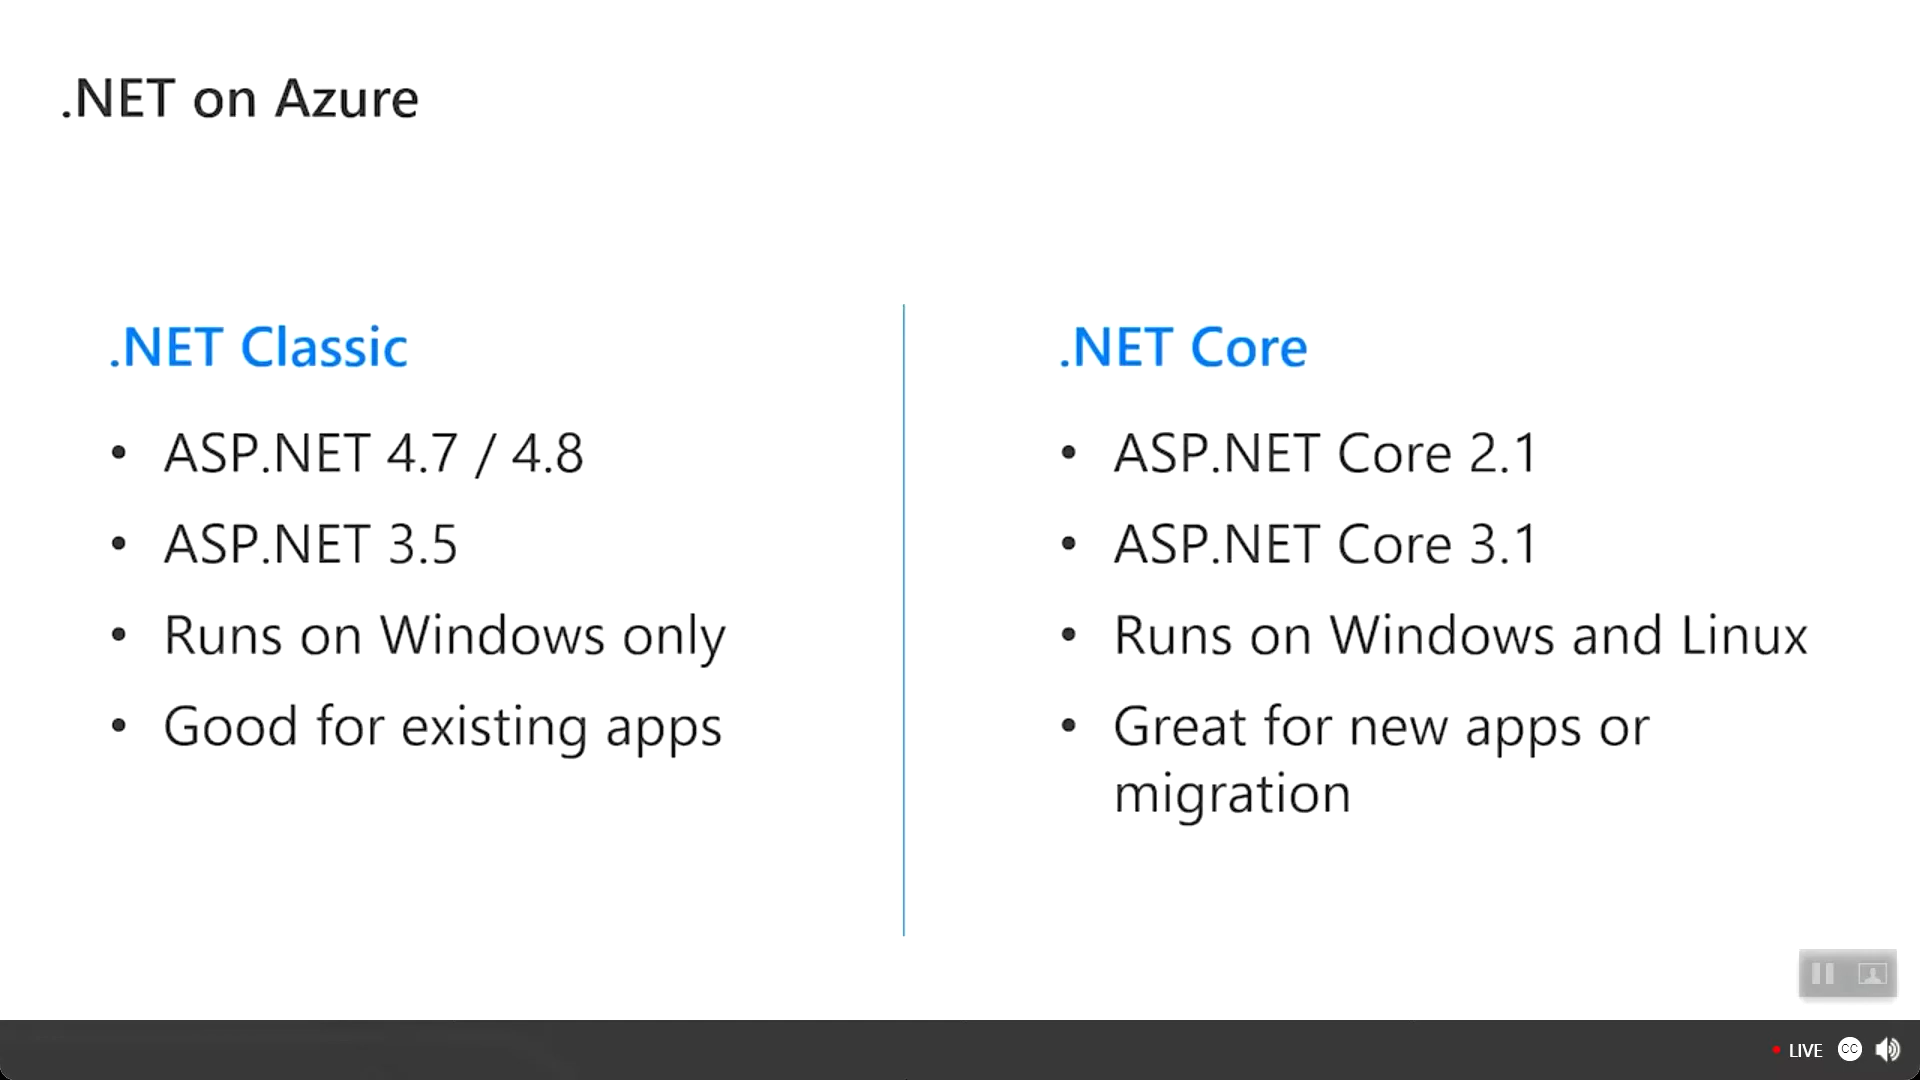 .NET on Azure
.NET Classic
• ASP.NET 4.7 / 4.8
• ASP.NET 3.5
• Runs on Windows only
• Good for existing apps
.NET Core
• ASP.NET Core 2.1
• ASP.NET Core 3.1
• Runs on Windows and Linux
• Great for new apps or
migration
LIVE
CC